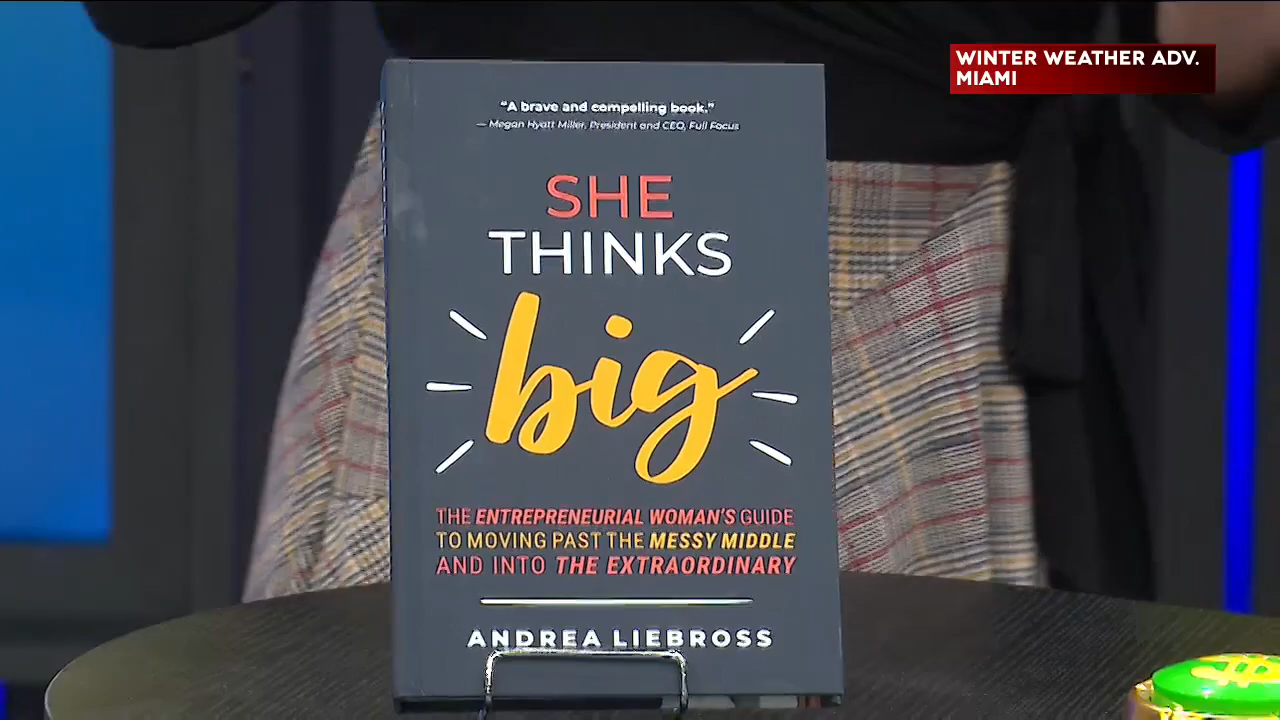 WINTER WEATHER ADV.
MIAMI
"A brave and compelling book."
— Megan Hyatt Miller, President and CEO, Full Focus
SHE
THINKS
big
THE ENTREPRENEURIAL WOMAN'S GUIDE
TO MOVING PAST THE MESSY MIDDLE
AND INTO THE EXTRAORDINARY
ANDREA LIEBROSS